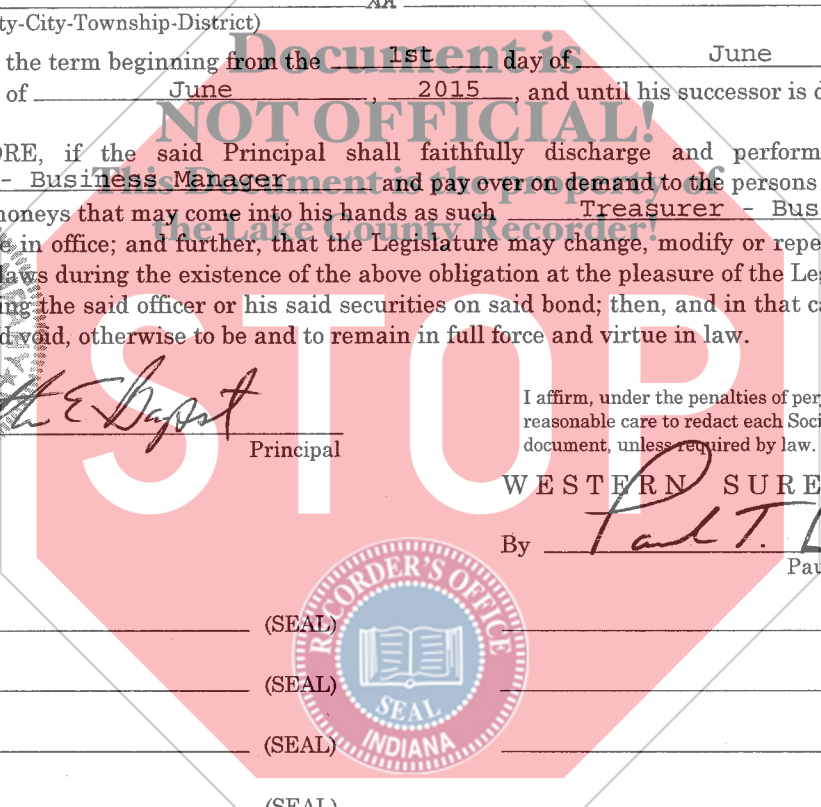 ty-City-Township-District)
Document is
the term beginning from the 1st day of June
of June, 2015, and until his successor is d
NOT OFFICIAL!
ORE, if the said Principal shall faithfully discharge and perform
- Business Manager and pay over on demand to the persons
This Document is the property of
moneys that may come into his hands as such Treasurer - Bus
the Lake County Recorder!
e in office; and further, that the Legislature may change, modify or repe
laws during the existence of the above obligation at the pleasure of the Leg
ing the said officer or his said securities on said bond; then, and in that ca
d void, otherwise to be and to remain in full force and virtue in law.
STOP
I affirm, under the penalties of per
reasonable care to redact each Soci
document, unless required by law.
Principal
WESTERN SURE
By Paul T.
Pau
(SEAL)
(SEAL)
(SEAL)
(SEAL)
RECORDER'S OFFICE
SEAL
INDIANA